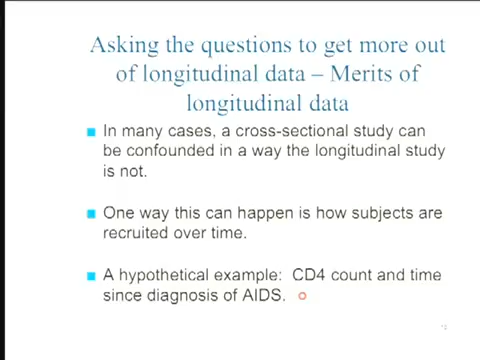 Asking the questions to get more out
of longitudinal data – Merits of
longitudinal data
In many cases, a cross-sectional study can
be confounded in a way the longitudinal study
is not.
One way this can happen is how subjects are
recruited over time.
A hypothetical example: CD4 count and time
since diagnosis of AIDS.